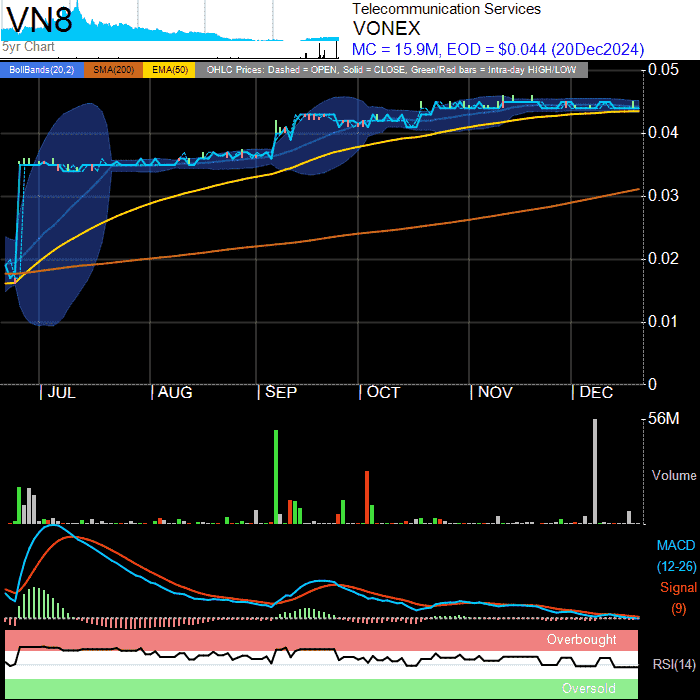 VN8
5yr Chart
Telecommunication Services
VONEX
MC = 15.9M, EOD = $0.044 (20Dec2024)
BollBands(20,2) SMA(200) EMA(50) OHLC Prices: Dashed = OPEN, Solid = CLOSE, Green/Red bars = Intra-day HIGH/LOW
0.05
0.04
0.03
0.02
0.01
0
JUL AUG SEP OCT NOV DEC
56M
Volume
MACD
(12-26)
Signal
(9)
Overbought
RSI(14)
Oversold